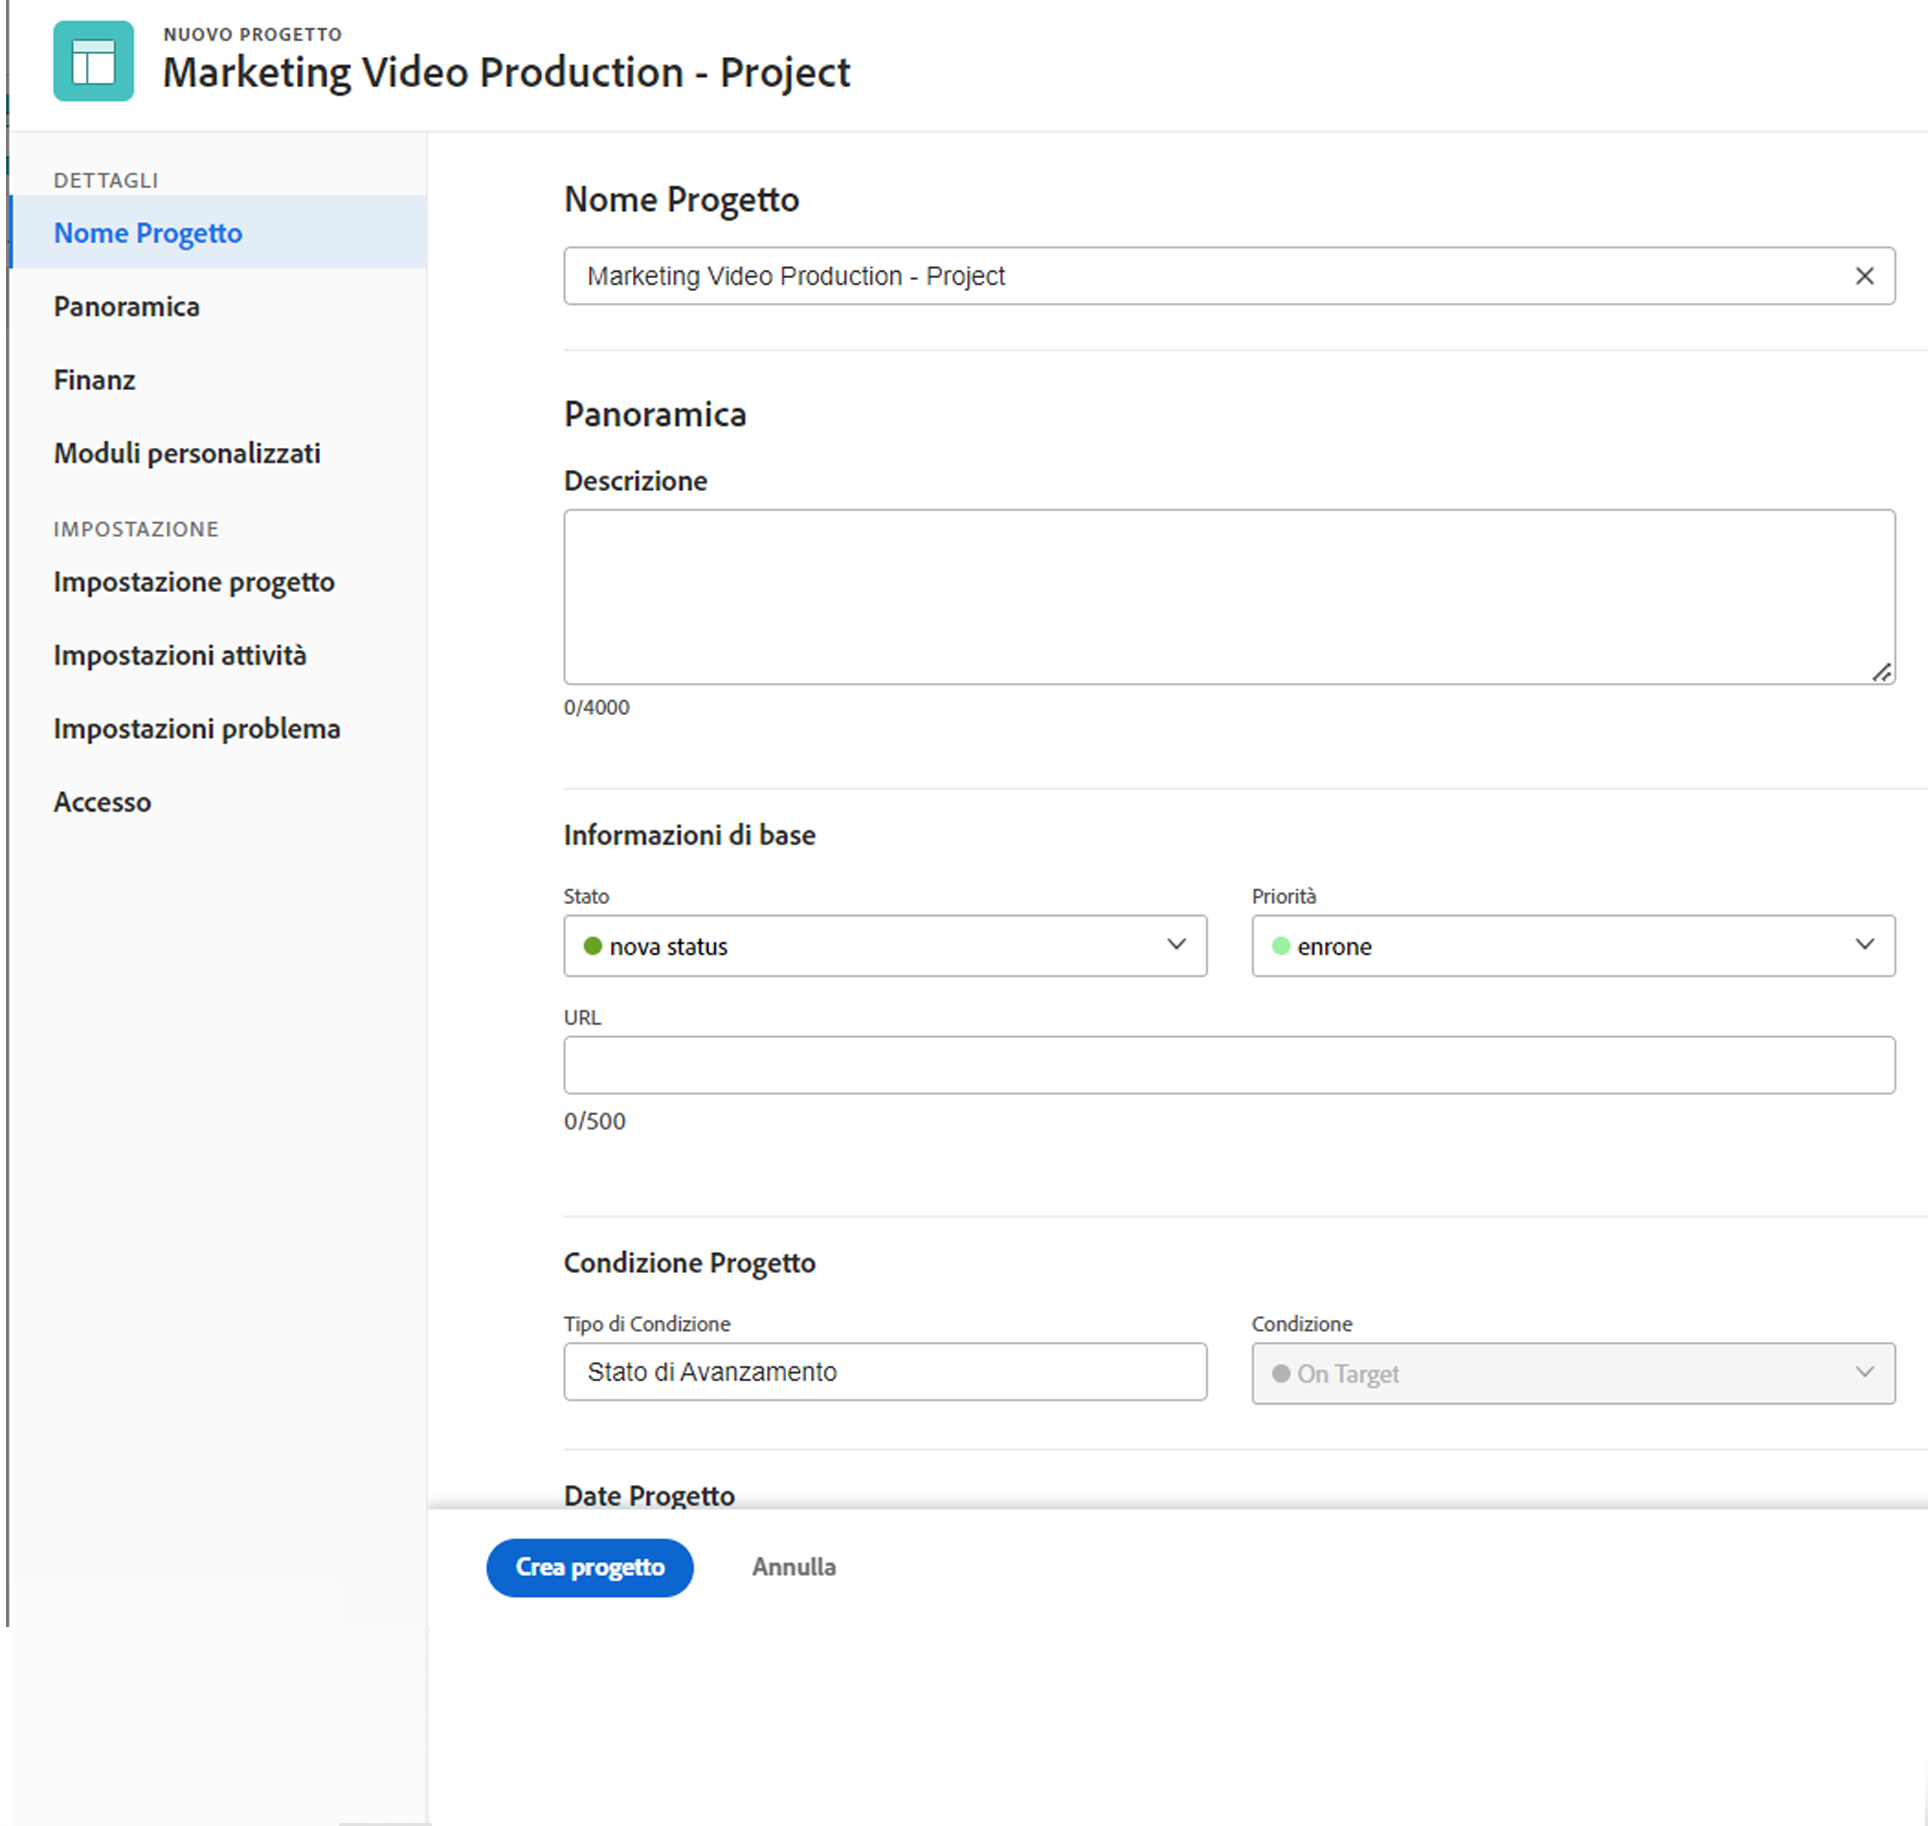 NUOVO PROGETTO
Marketing Video Production - Project
DETTAGLI
Nome Progetto
Panoramica
Finanz
Moduli personalizzati
IMPOSTAZIONE
Impostazione progetto
Impostazioni attività
Impostazioni problema
Accesso
Nome Progetto
Marketing Video Production - Project
Panoramica
Descrizione
0/4000
Informazioni di base
Stato
Priorità
nova status
enrone
URL
0/500
Condizione Progetto
Tipo di Condizione
Condizione
Stato di Avanzamento
On Target
Date Progetto
Crea progetto
Annulla